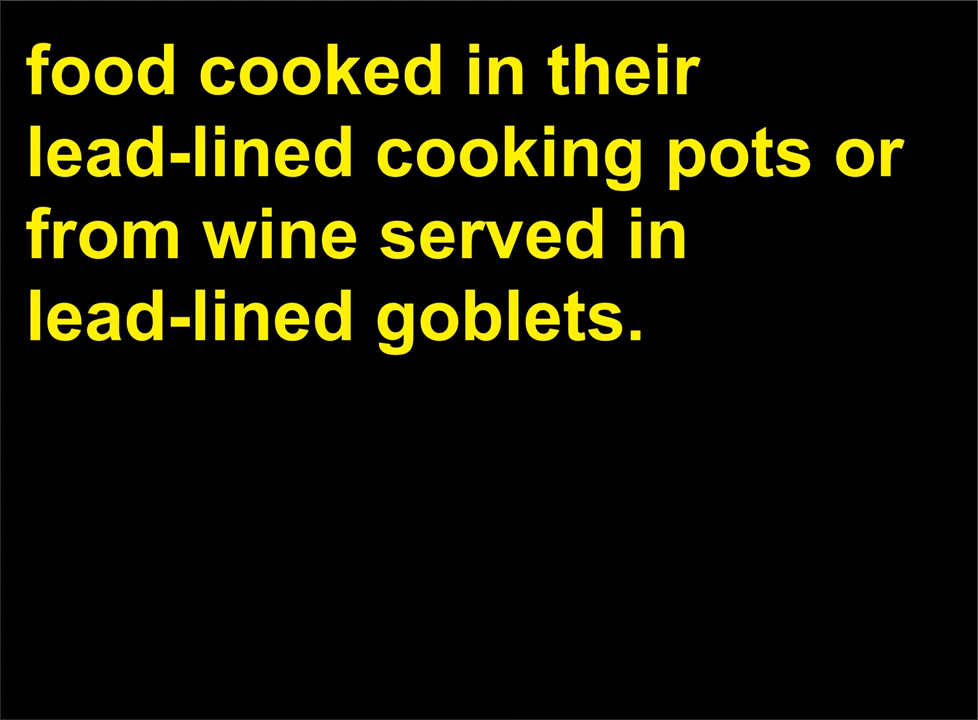 food cooked in their
lead-lined cooking pots or
from wine served in
lead-lined goblets.